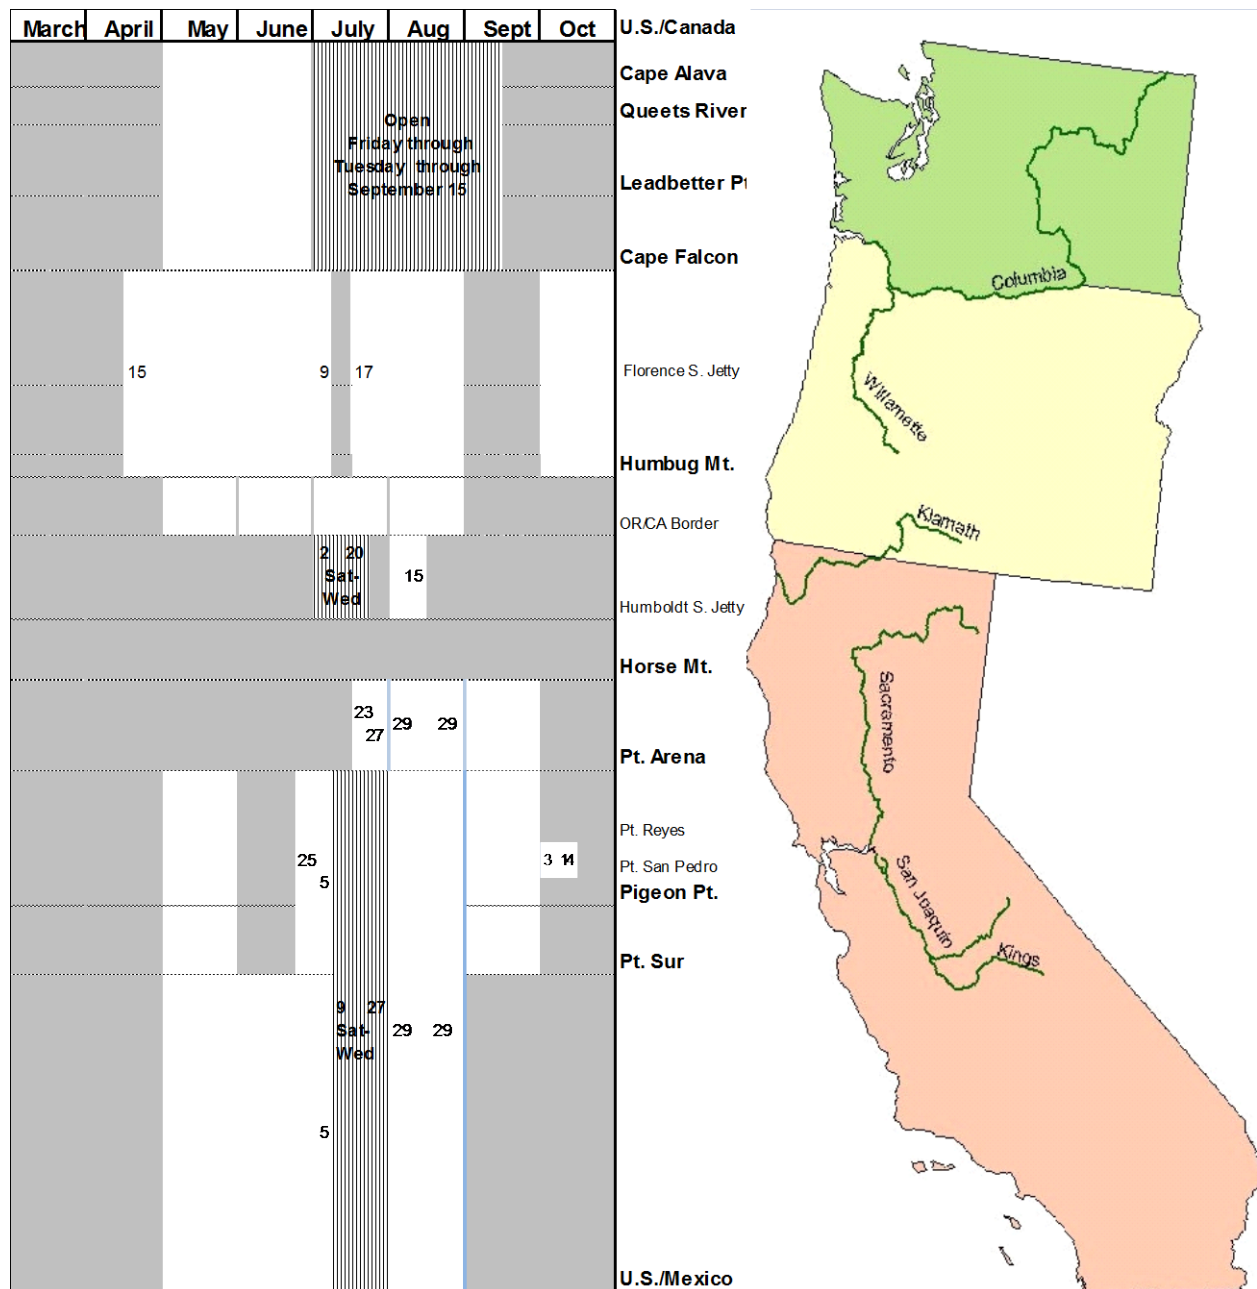 March April May June July Aug Sept Oct
U.S./Canada
Cape Alava
Queets River
Open
Friday through
Tuesday through
September 15
Leadbetter Pt
Cape Falcon
15 9 17
Florence S. Jetty
Humbug Mt.
OR/CA Border
2 20
Sat-
Wed
15
Humboldt S. Jetty
Horse Mt.
23
27
29 29
Pt. Arena
Pt. Reyes
25
5
3 14
Pt. San Pedro
Pigeon Pt.
Pt. Sur
9 27
Sat-
Wed
29 29
5
U.S./Mexico
Columbia
Willamette
Klamath
Sacramento
San Joaquin
Kings